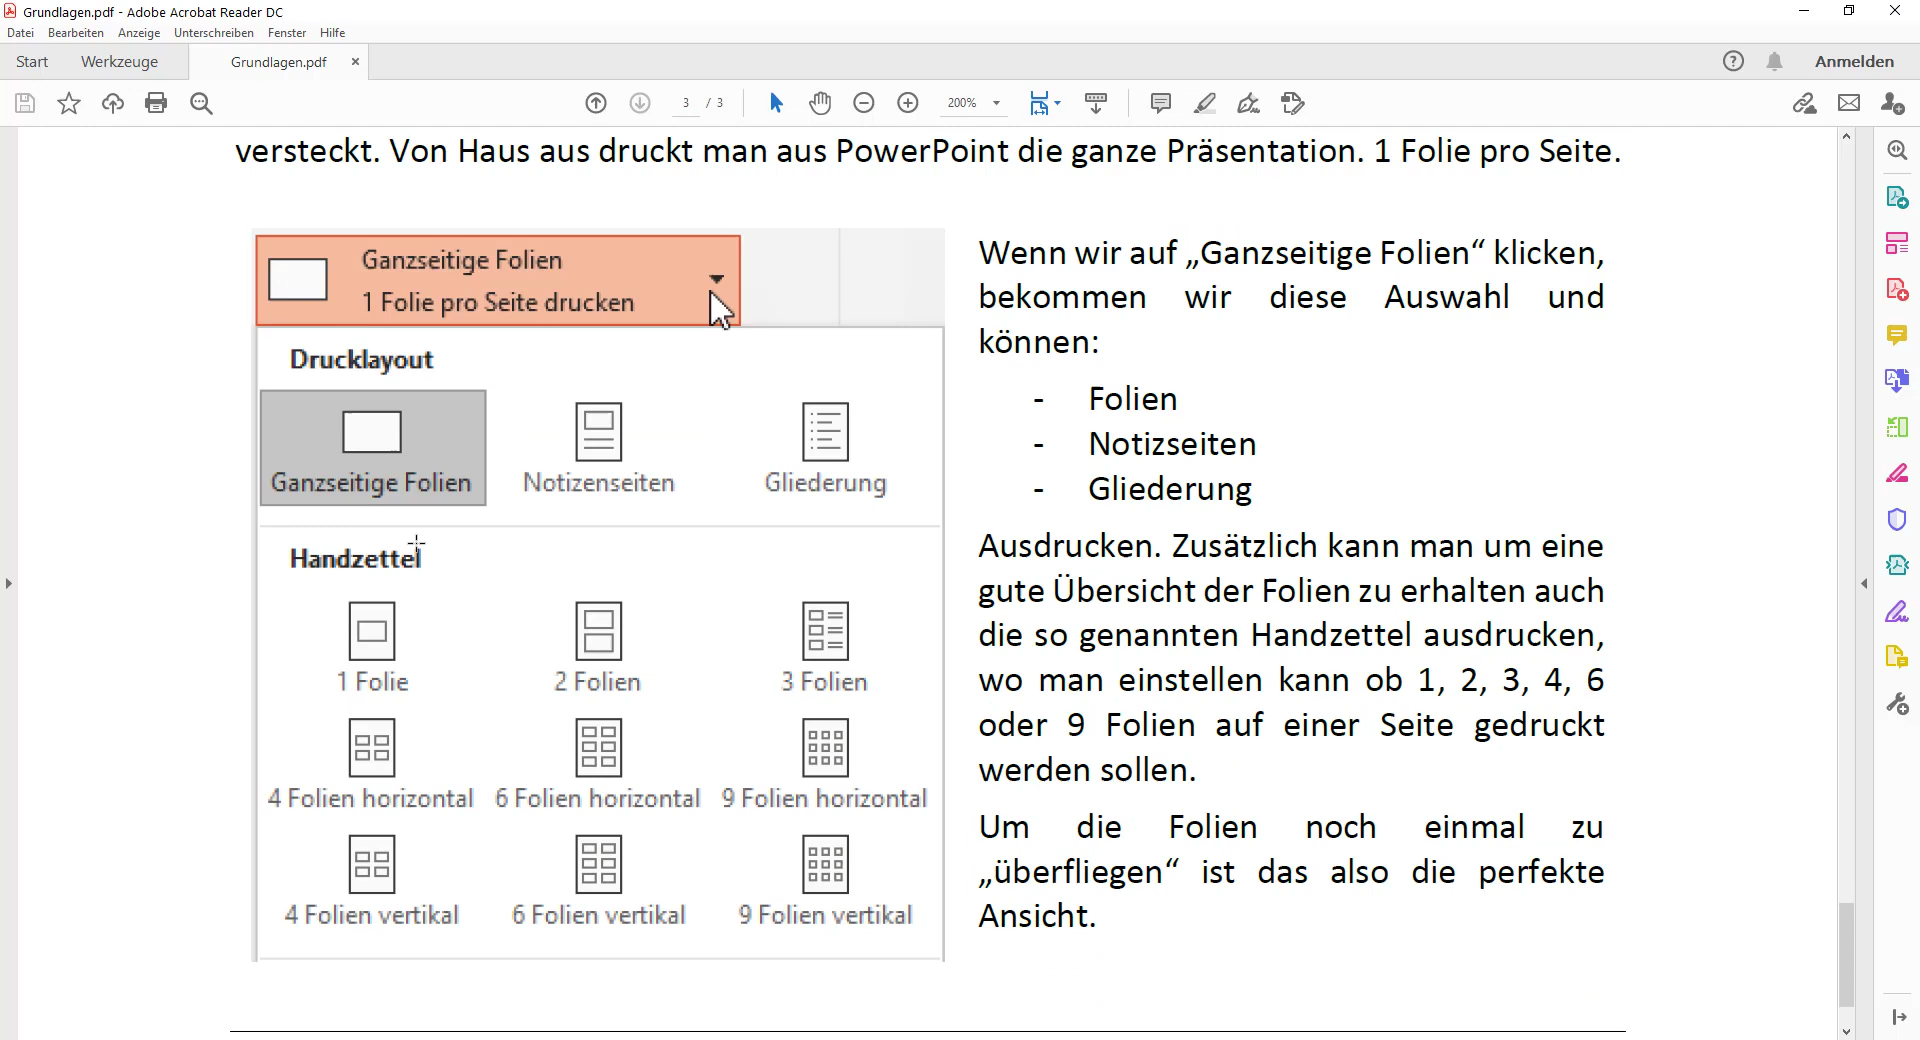 Grundlagen.pdf - Adobe Acrobat Reader DC
Datei Bearbeiten Anzeige Unterschreiben Fenster Hilfe
Start Werkzeuge Grundlagen.pdf × Anmelden
3 / 3 200%
versteckt. Von Haus aus druckt man aus PowerPoint die ganze Präsentation. 1 Folie pro Seite.
Ganzseitige Folien
1 Folie pro Seite drucken
Drucklayout
Ganzseitige Folien Notizenseiten Gliederung
Handzettel
1 Folie 2 Folien 3 Folien
4 Folien horizontal 6 Folien horizontal 9 Folien horizontal
4 Folien vertikal 6 Folien vertikal 9 Folien vertikal
Wenn wir auf „Ganzseitige Folien“ klicken,
bekommen wir diese Auswahl und
können:
- Folien
- Notizseiten
- Gliederung
Ausdrucken. Zusätzlich kann man um eine
gute Übersicht der Folien zu erhalten auch
die so genannten Handzettel ausdrucken,
wo man einstellen kann ob 1, 2, 3, 4, 6
oder 9 Folien auf einer Seite gedruckt
werden sollen.
Um die Folien noch einmal zu
„überfliegen“ ist das also die perfekte
Ansicht.